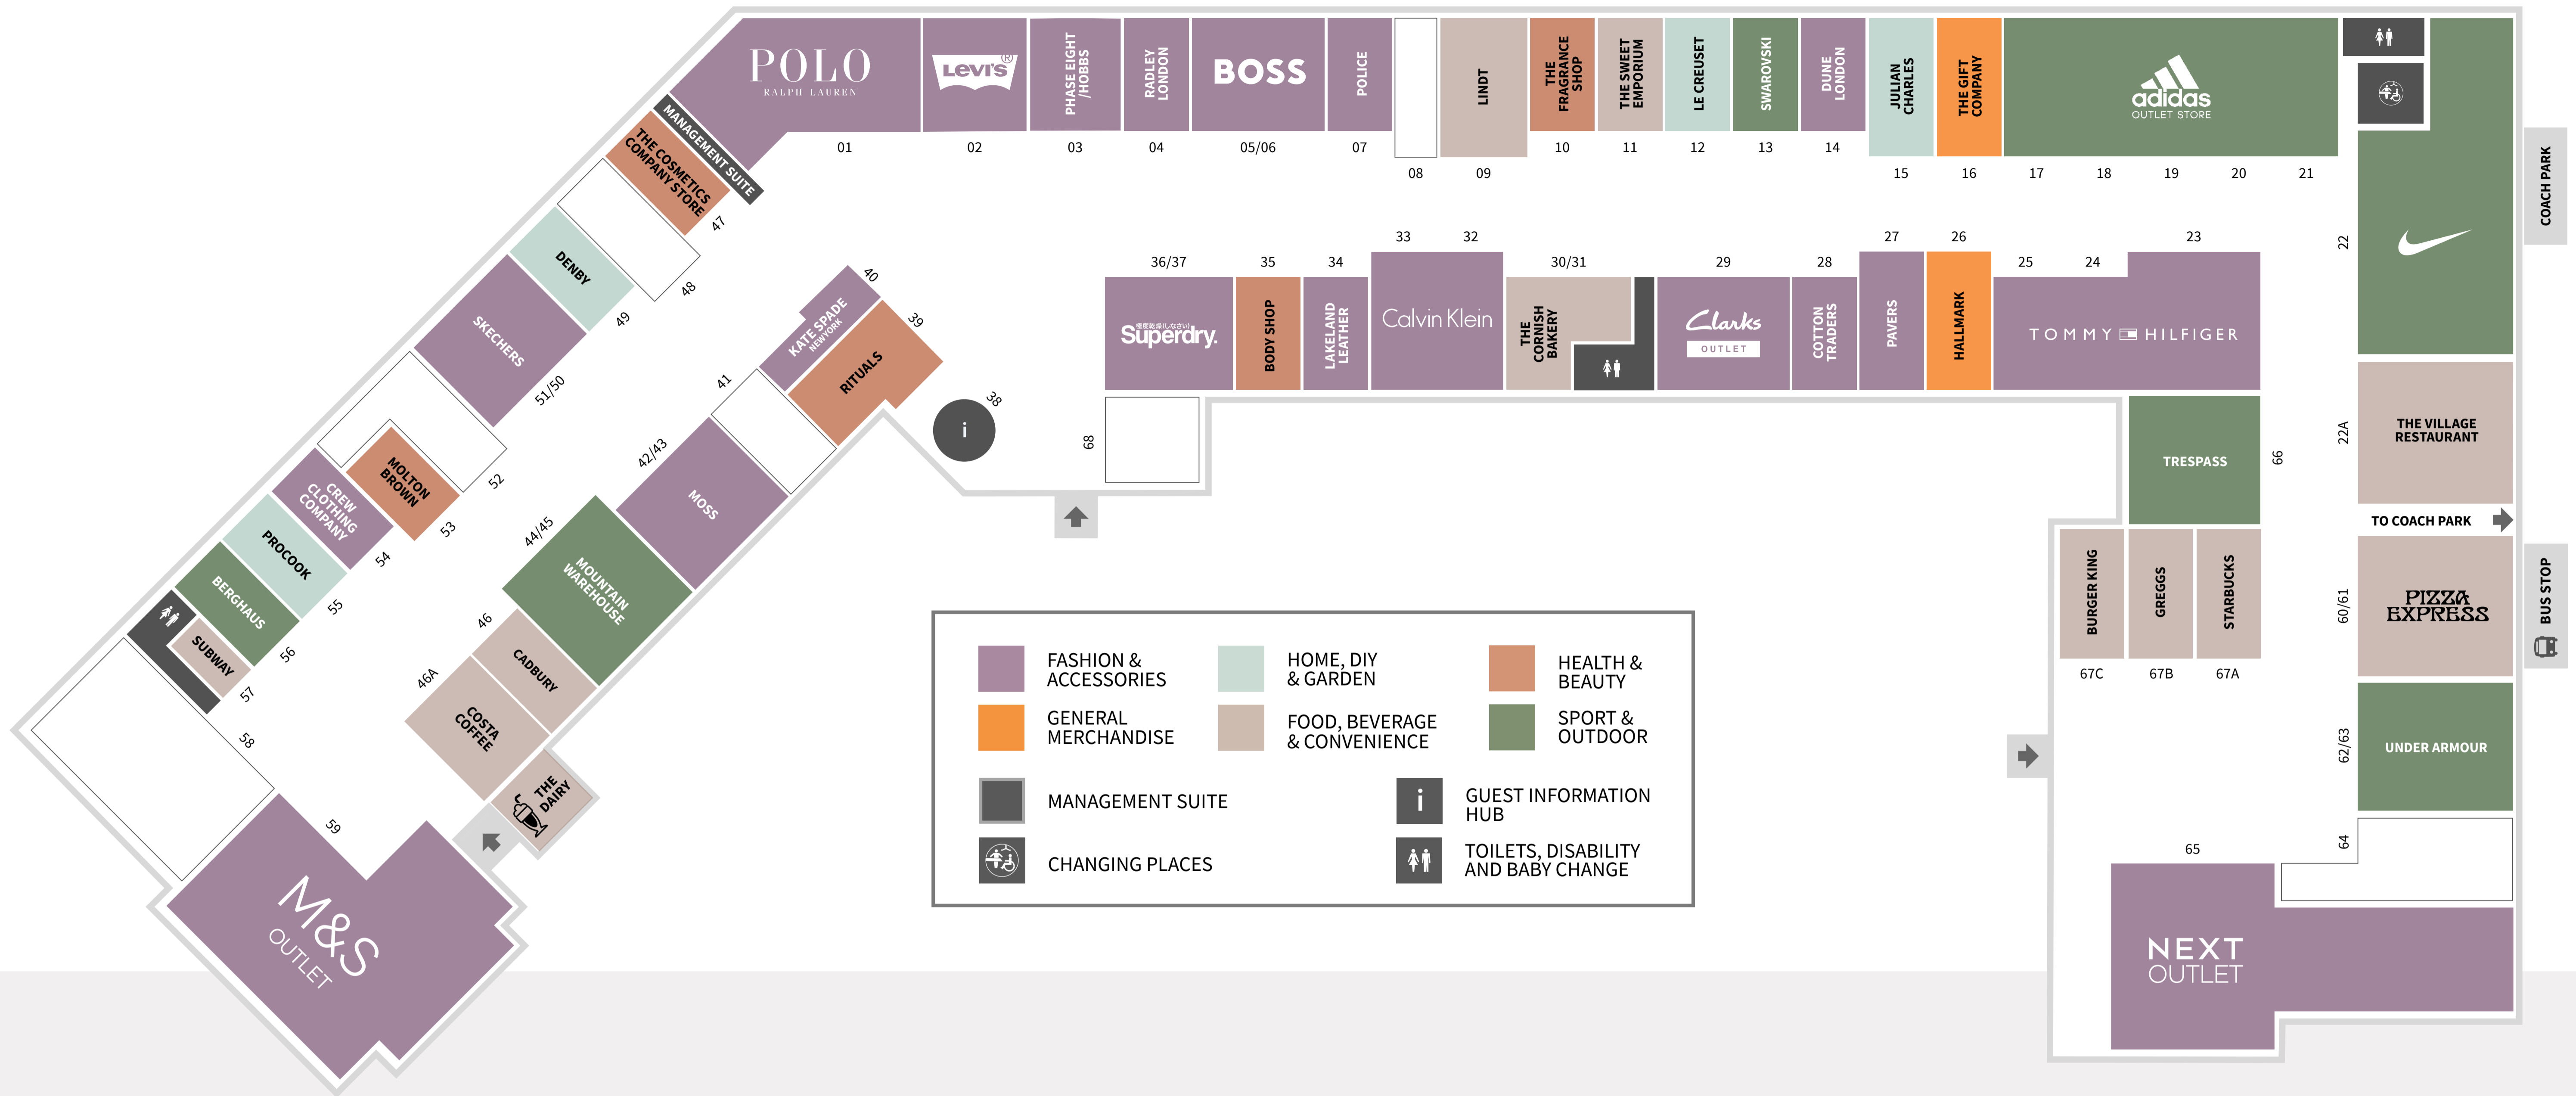 POLO
RALPH LAUREN
LEVI'S®
PHASE EIGHT
/HOBBS
RADLEY
LONDON
BOSS
POLICE
LINDT
THE
FRAGRANCE
SHOP
THE SWEET
EMPORIUM
LE CREUSET
SWAROVSKI
DUNE
LONDON
JULIAN
CHARLES
THE GIFT
COMPANY
adidas
OUTLET STORE
01
02
03
04
05/06
07
08
09
10
11
12
13
14
15
16
17
18
19
20
21
COACH PARK
22
MANAGEMENT SUITE
THE COSMETICS
COMPANY STORE
47
48
DENBY
49
SKECHERS
51/50
52
MOLTON
BROWN
53
CREW
CLOTHING
COMPANY
54
PROCOOK
55
BERGHAUS
56
SUBWAY
57
58
59
M&S
OUTLET
40
KATE SPADE
NEWYORK
39
RITUALS
41
42/43
MOSS
44/45
MOUNTAIN
WAREHOUSE
46
CADBURY
46A
COSTA
COFFEE
THE
DAIRY
38
i
36/37
35
34
33
32
30/31
29
28
27
26
25
24
23
極度乾燥(しなさい)
Superdry.
BODY SHOP
LAKELAND
LEATHER
Calvin Klein
THE
CORNISH
BAKERY
Clarks
OUTLET
COTTON
TRADERS
PAVERS
HALLMARK
TOMMY HILFIGER
68
TRESPASS
66
22A
THE VILLAGE
RESTAURANT
TO COACH PARK
BURGER KING
GREGGS
STARBUCKS
67C
67B
67A
60/61
PIZZA
EXPRESS
BUS STOP
62/63
UNDER ARMOUR
64
65
NEXT
OUTLET
FASHION &
ACCESSORIES
HOME, DIY
& GARDEN
HEALTH &
BEAUTY
GENERAL
MERCHANDISE
FOOD, BEVERAGE
& CONVENIENCE
SPORT &
OUTDOOR
MANAGEMENT SUITE
i
GUEST INFORMATION
HUB
CHANGING PLACES
TOILETS, DISABILITY
AND BABY CHANGE